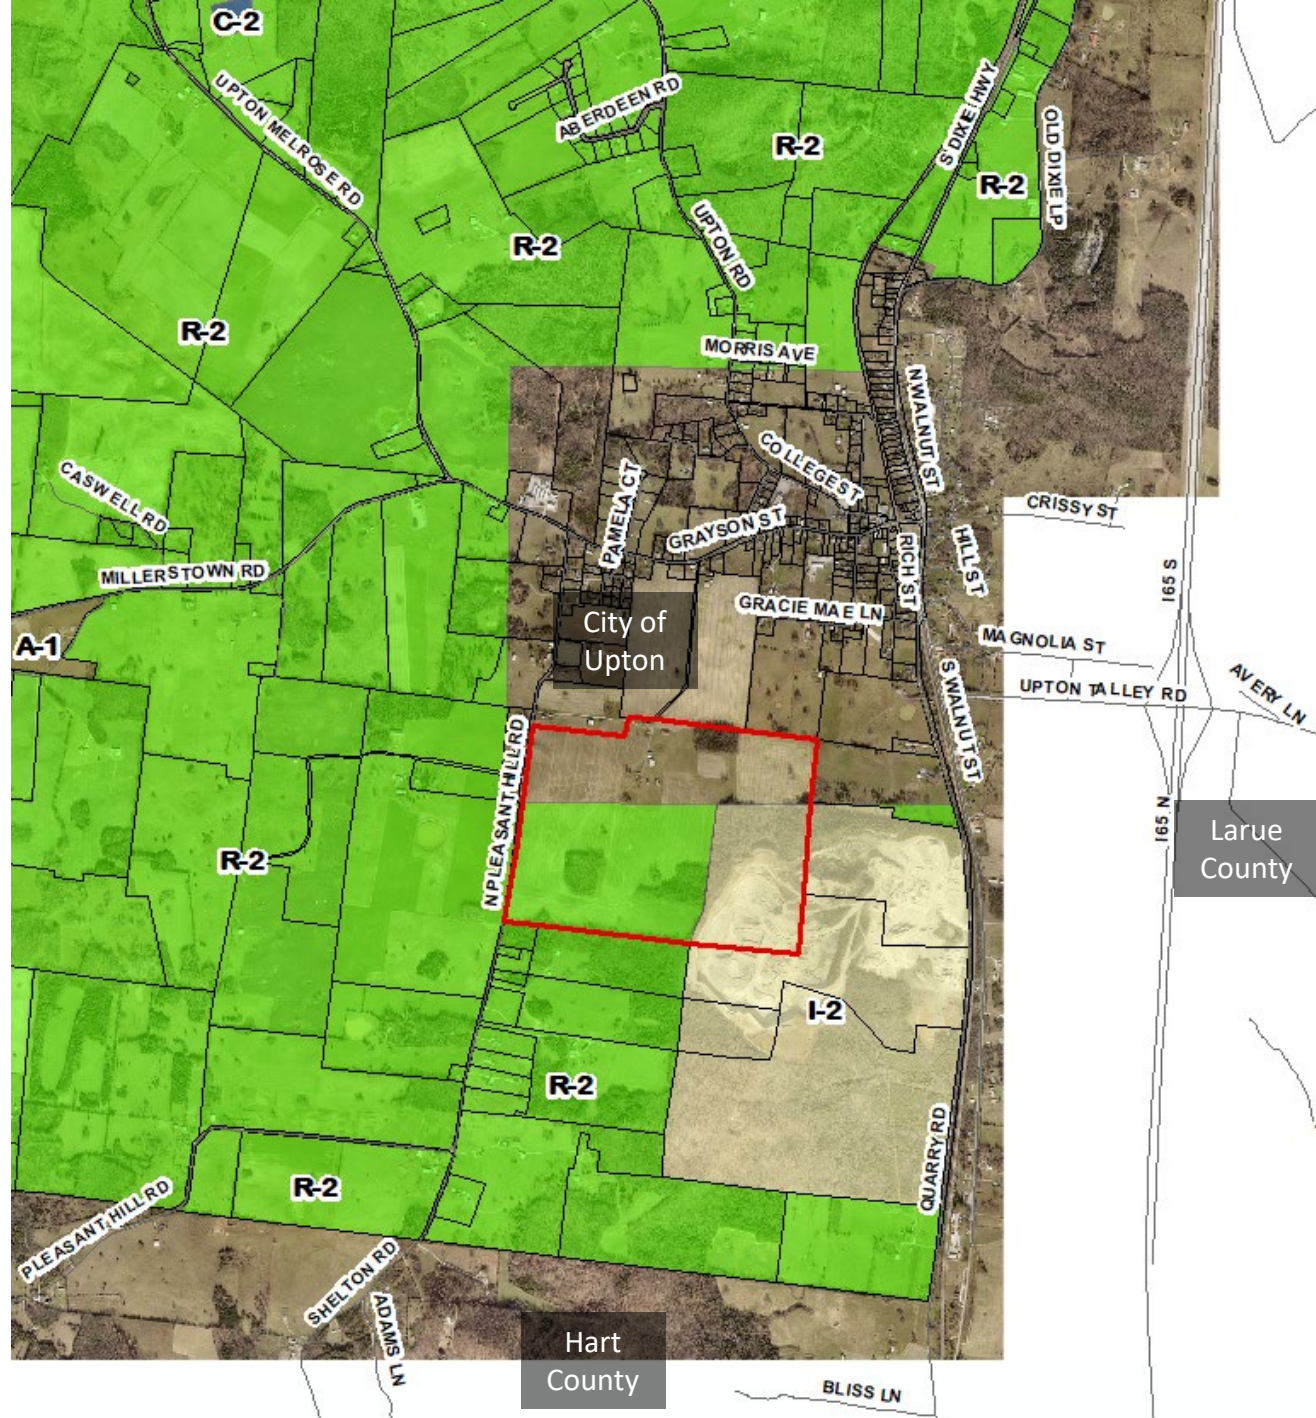 C-2
UPTON MELROSE RD
ABERDEEN RD
R-2
S DIXIE HWY
OLD DIXIE LP
R-2
R-2
UPTON RD
R-2
MORRIS AVE
N WALNUT ST
COLLEGE ST
CASWELL RD
PAMELA CT
GRAYSON ST
CRISSY ST
HILL ST
RICH ST
MILLERSTOWN RD
I65 S
GRACIE MAE LN
City of
Upton
A-1
MAGNOLIA ST
UPTON TALLEY RD
AVERY LN
S WALNUT ST
N PLEASANT HILL RD
I65 N
Larue
County
R-2
I-2
R-2
QUARRY RD
R-2
PLEASANT HILL RD
SHELTON RD
ADAMS LN
Hart
County
BLISS LN